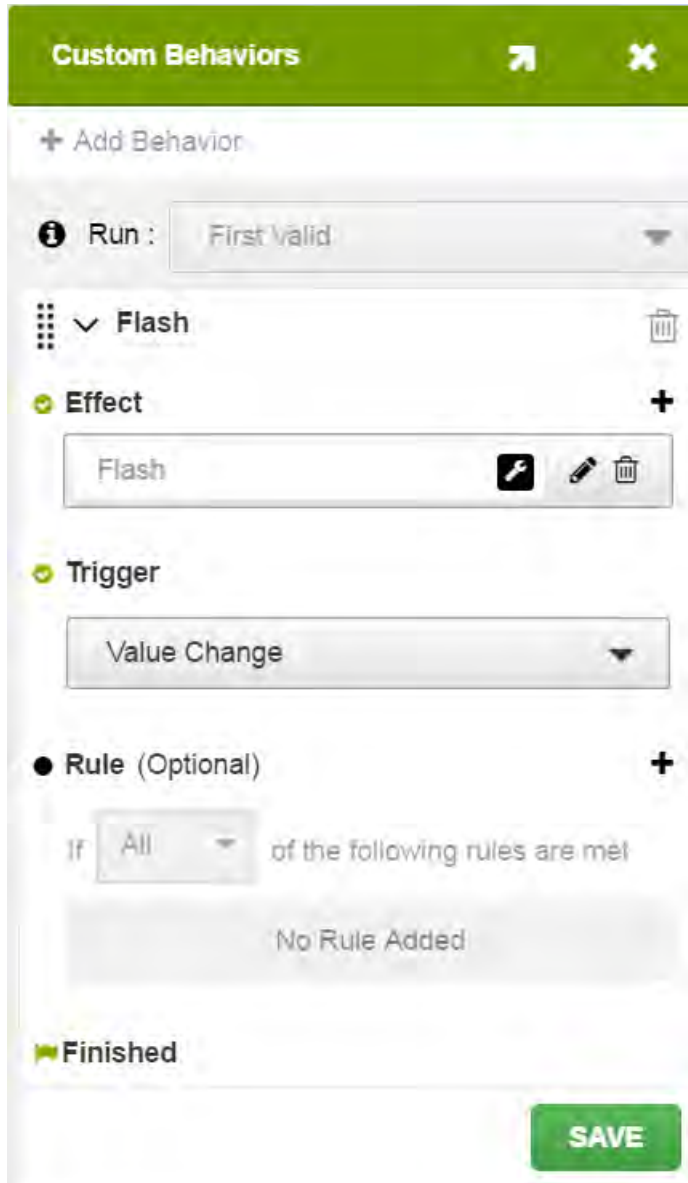 Custom Behaviors
Add Behavior
Run :
First Valid
Flash
Effect
Flash
Trigger
Value Change
Rule (Optional)
If All of the following rules are met
No Rule Added
Finished
SAVE